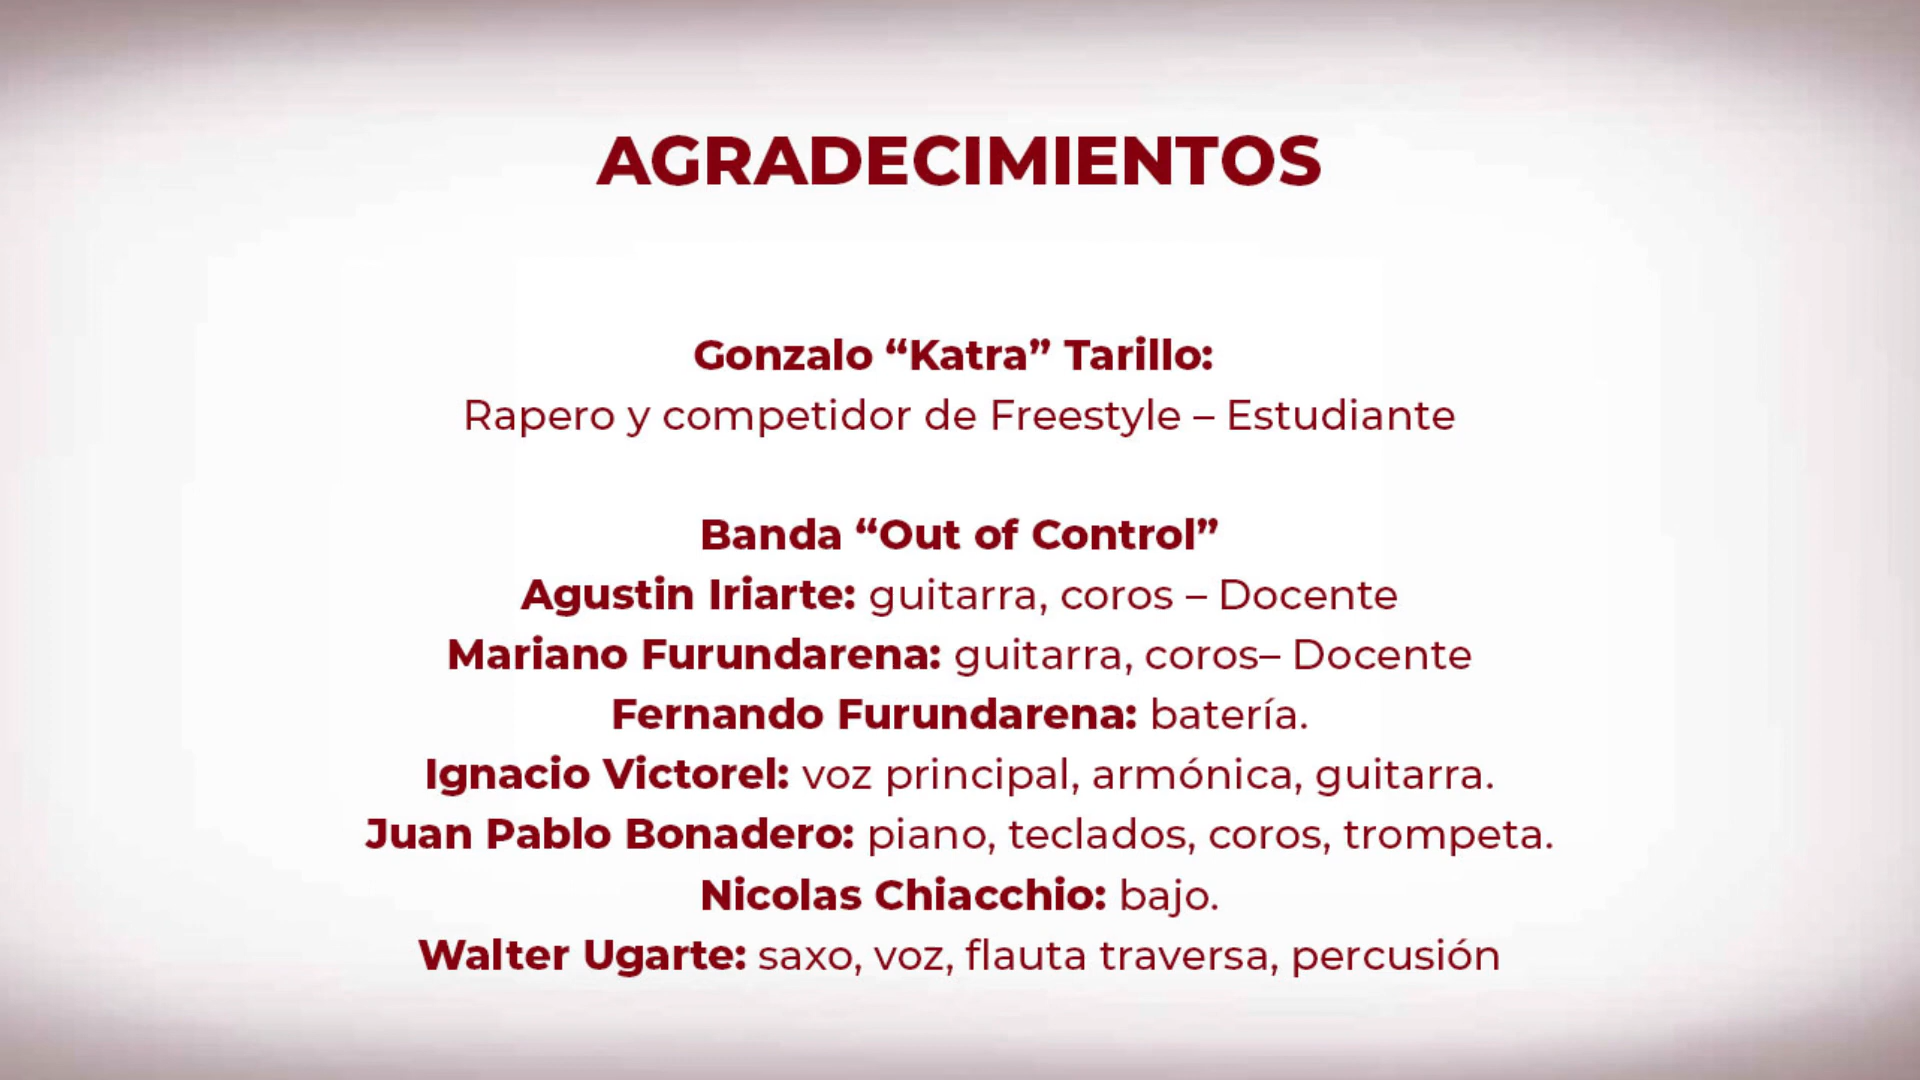 AGRADECIMIENTOS
Gonzalo “Katra” Tarillo:
Rapero y competidor de Freestyle – Estudiante
Banda “Out of Control”
Agustin Iriarte: guitarra, coros – Docente
Mariano Furundarena: guitarra, coros– Docente
Fernando Furundarena: batería.
Ignacio Victorel: voz principal, armónica, guitarra.
Juan Pablo Bonadero: piano, teclados, coros, trompeta.
Nicolas Chiacchio: bajo.
Walter Ugarte: saxo, voz, flauta traversa, percusión